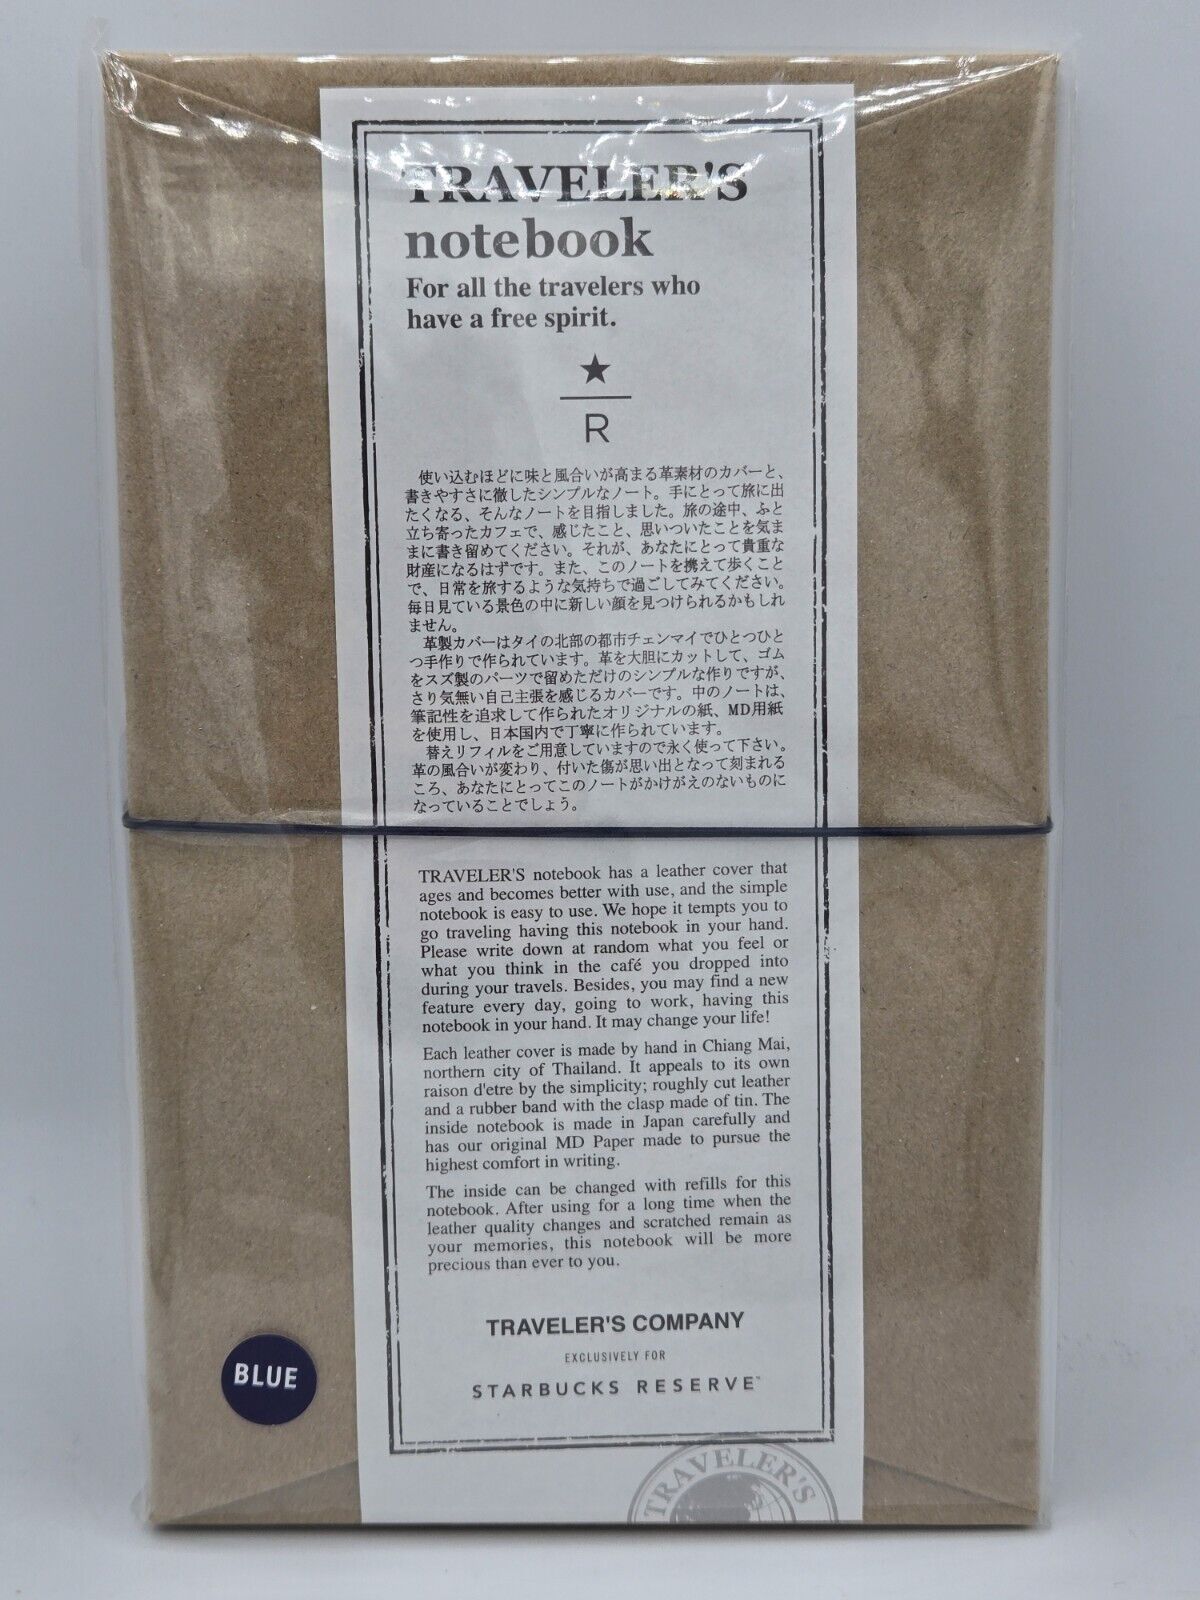 TRAVELER'S
notebook
For all the travelers who
have a free spirit.
★
R
使い込むほどに味と風合いが高まる革素材のカバーと、
書きやすさに徹したシンプルなノート。手にとって旅に出
たくなる、そんなノートを目指しました。旅の途中、ふと
立ち寄ったカフェで、感じたこと、思いついたことを気ま
まに書き留めてください。それが、あなたにとって貴重な
財産になるはずです。また、このノートを携えて歩くこと
で、日常を旅するような気持ちで過ごしてみてください。
毎日見ている景色の中に新しい顔を見つけられるかもしれ
ません。
革製カバーはタイの北部の都市チェンマイでひとつひと
つ手作りで作られています。革を大胆にカットして、ゴム
をスズ製のパーツで留めただけのシンプルな作りですが、
さり気無い自己主張を感じるカバーです。中のノートは、
筆記性を追求して作られたオリジナルの紙、MD用紙
を使用し、日本国内で丁寧に作られています。
替えリフィルをご用意していますので永く使って下さい。
革の風合いが変わり、付いた傷が思い出となって刻まれる
ころ、あなたにとってこのノートがかけがえのないものに
なっていることでしょう。
TRAVELER'S notebook has a leather cover that
ages and becomes better with use, and the simple
notebook is easy to use. We hope it tempts you to
go traveling having this notebook in your hand.
Please write down at random what you feel or
what you think in the café you dropped into
during your travels. Besides, you may find a new
feature every day, going to work, having this
notebook in your hand. It may change your life!
Each leather cover is made by hand in Chiang Mai,
northern city of Thailand. It appeals to its own
raison d'etre by the simplicity; roughly cut leather
and a rubber band with the clasp made of tin. The
inside notebook is made in Japan carefully and
has our original MD Paper made to pursue the
highest comfort in writing.
The inside can be changed with refills for this
notebook. After using for a long time when the
leather quality changes and scratched remain as
your memories, this notebook will be more
precious than ever to you.
TRAVELER'S COMPANY
EXCLUSIVELY FOR
STARBUCKS RESERVE™
BLUE
TRAVELER'S